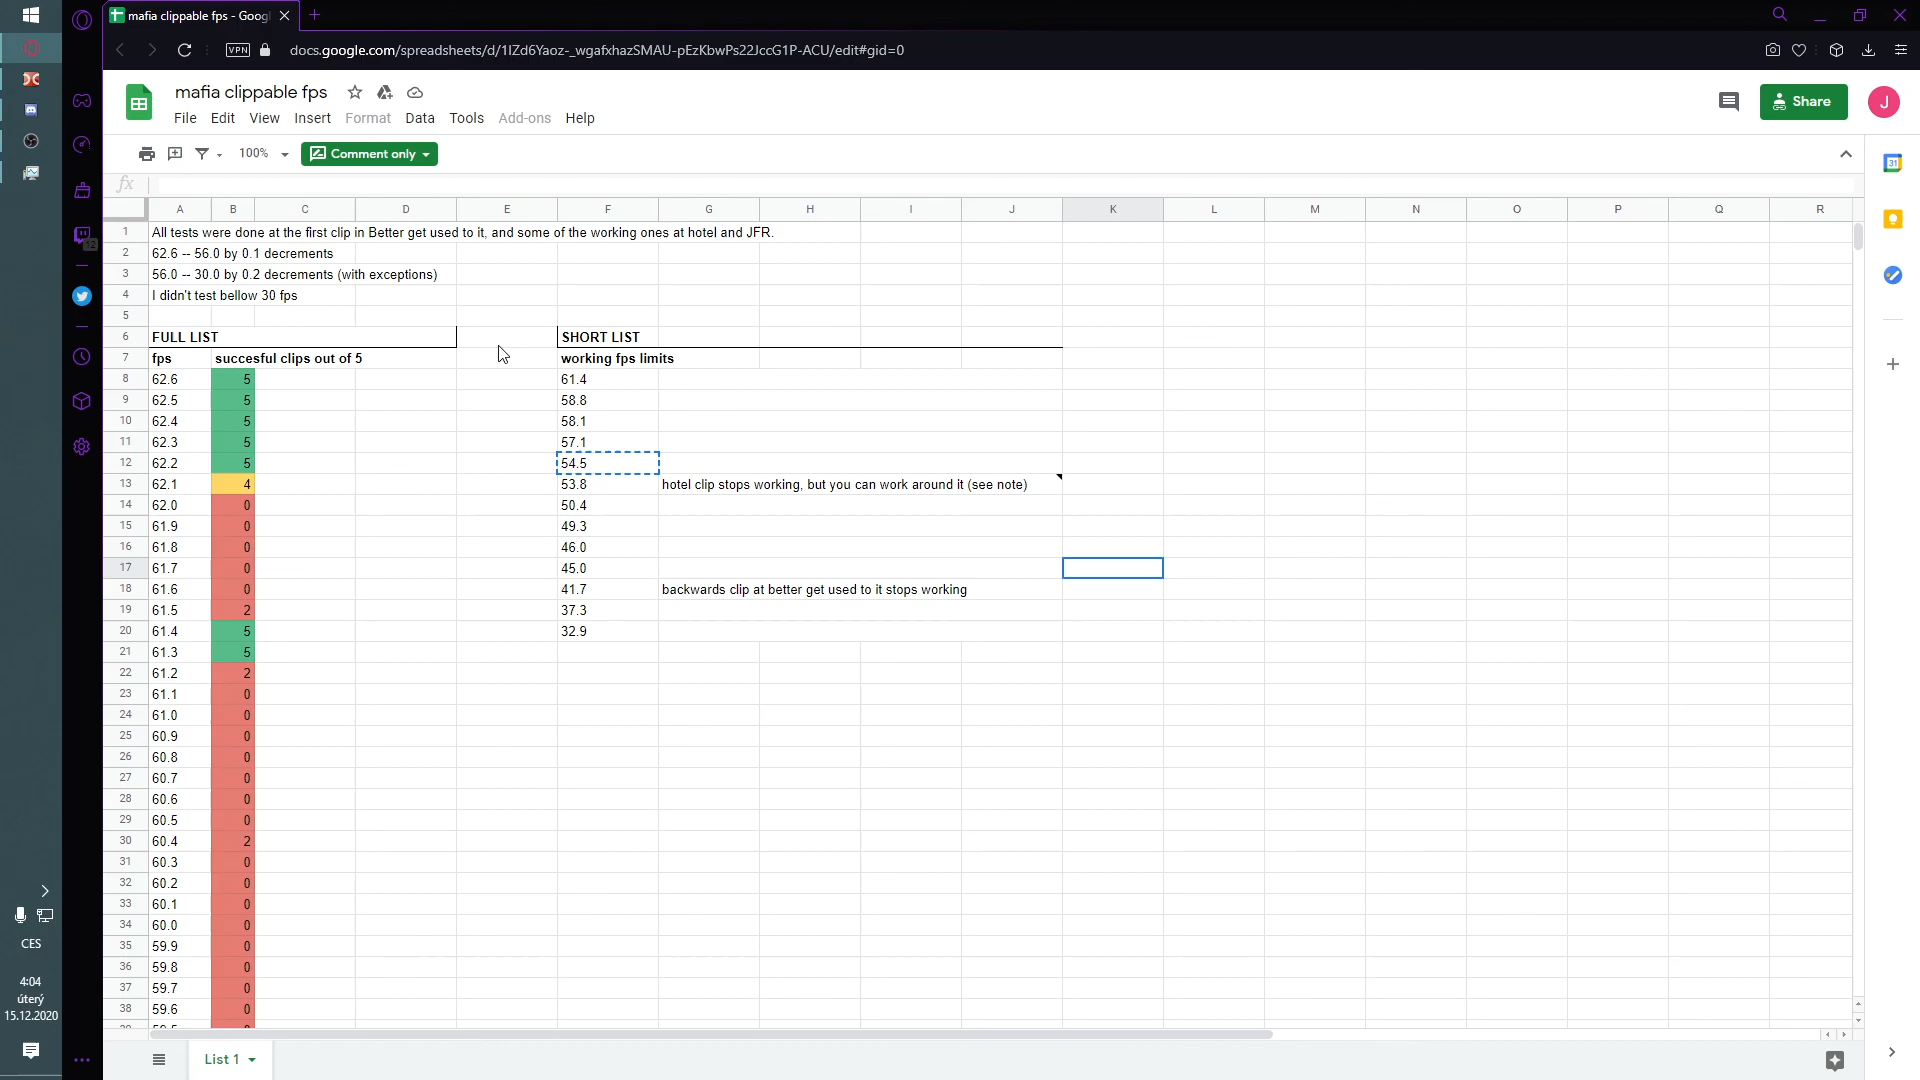 mafia clippable fps - Goog
VPN
docs.google.com/spreadsheets/d/1IZd6Yaoz-_wgafxhazSMAU-pEzKbwPs22JccG1P-ACU/edit#gid=0
mafia clippable fps
Share
J
File Edit View Insert Format Data Tools Add-ons Help
100%
Comment only
31
fx
12
A B C D E F G H I J K L M N O P Q R
1 All tests were done at the first clip in Better get used to it, and some of the working ones at hotel and JFR.
2 62.6 -- 56.0 by 0.1 decrements
3 56.0 -- 30.0 by 0.2 decrements (with exceptions)
4 I didn't test bellow 30 fps
5
6 FULL LIST SHORT LIST
7 fps succesful clips out of 5 working fps limits
8 62.6 5 61.4
9 62.5 5 58.8
10 62.4 5 58.1
11 62.3 5 57.1
12 62.2 5 54.5
13 62.1 4 53.8 hotel clip stops working, but you can work around it (see note)
14 62.0 0 50.4
15 61.9 0 49.3
16 61.8 0 46.0
17 61.7 0 45.0
18 61.6 0 41.7 backwards clip at better get used to it stops working
19 61.5 2 37.3
20 61.4 5 32.9
21 61.3 5
22 61.2 2
23 61.1 0
24 61.0 0
25 60.9 0
26 60.8 0
27 60.7 0
28 60.6 0
29 60.5 0
30 60.4 2
31 60.3 0
32 60.2 0
33 60.1 0
34 60.0 0
35 59.9 0
36 59.8 0
37 59.7 0
38 59.6 0
CES
4:04
úterý
15.12.2020
List 1